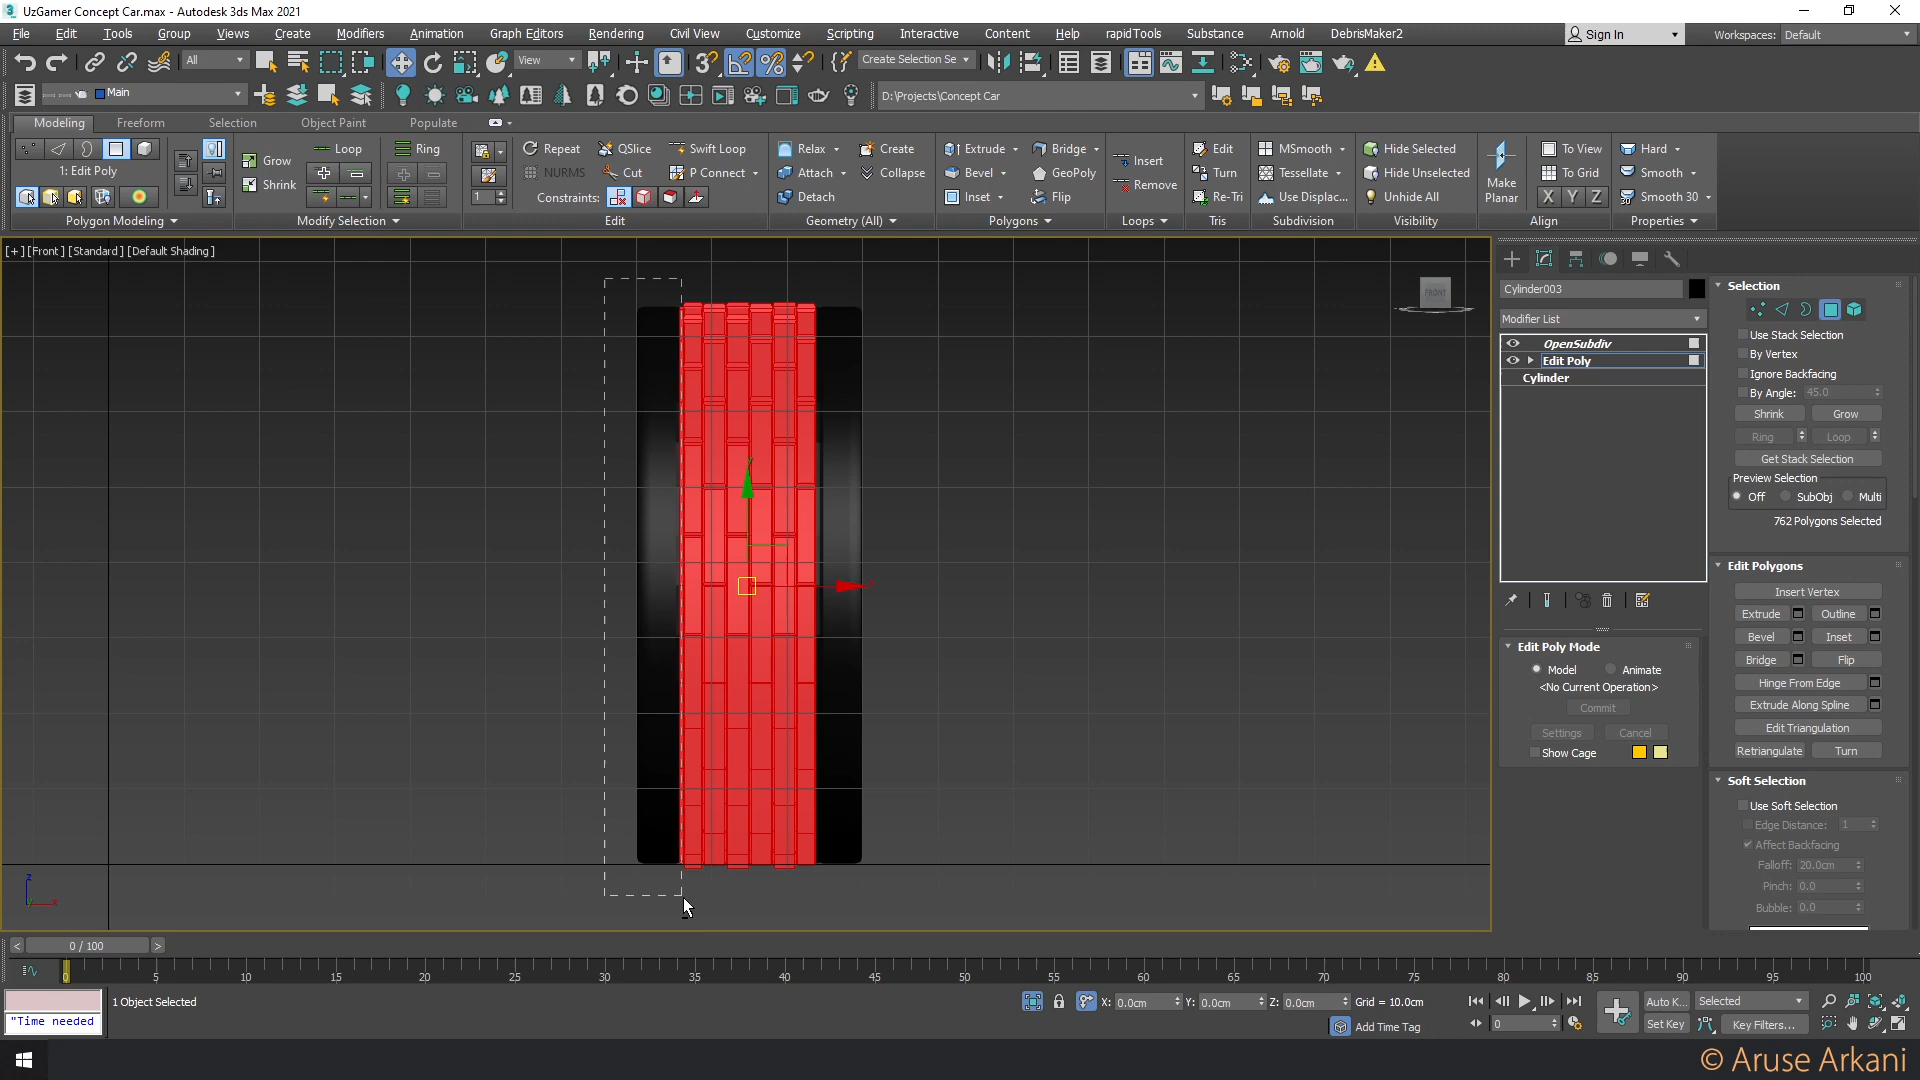 UzGamer Concept Car.max - Autodesk 3ds Max 2021
File Edit Tools Group Views Create Modifiers Animation Graph Editors Rendering Civil View Customize Scripting Interactive Content Help rapidTools Substance Arnold DebrisMaker2 Sign In Workspaces: Default
All View Create Selection Se
Main D:\Projects\Concept Car
Modeling Freeform Selection Object Paint Populate
Loop Ring Repeat QSlice Swift Loop Relax Create Extrude Bridge Edit MSmooth Hide Selected To View Hard
1: Edit Poly Grow NURMS Cut P Connect Attach Collapse Bevel GeoPoly Insert Turn Tessellate Hide Unselected Make Planar To Grid Smooth
Shrink 1 Constraints: Detach Inset Flip Remove Re-Tri Use Displac... Unhide All X Y Z Smooth 30
Polygon Modeling Modify Selection Edit Geometry (All) Polygons Loops Tris Subdivision Visibility Align Properties
[+] [Front] [Standard] [Default Shading]
FRONT
Cylinder003
Modifier List
OpenSubdiv
Edit Poly
Cylinder
Edit Poly Mode
Model Animate
<No Current Operation>
Commit
Settings Cancel
Show Cage
Selection
Use Stack Selection
By Vertex
Ignore Backfacing
By Angle: 45.0
Shrink Grow
Ring Loop
Get Stack Selection
Preview Selection
Off SubObj Multi
762 Polygons Selected
Edit Polygons
Insert Vertex
Extrude Outline
Bevel Inset
Bridge Flip
Hinge From Edge
Extrude Along Spline
Edit Triangulation
Retriangulate Turn
Soft Selection
Use Soft Selection
Edge Distance: 1
Affect Backfacing
Falloff: 20.0cm
Pinch: 0.0
Bubble: 0.0
z
x
< 0 / 100 >
0 5 10 15 20 25 30 35 40 45 50 55 60 65 70 75 80 85 90 95 100
1 Object Selected X: 0.0cm Y: 0.0cm Z: 0.0cm Grid = 10.0cm Auto K... Selected
"Time needed Add Time Tag 0 Set Key Key Filters...
© Aruse Arkani